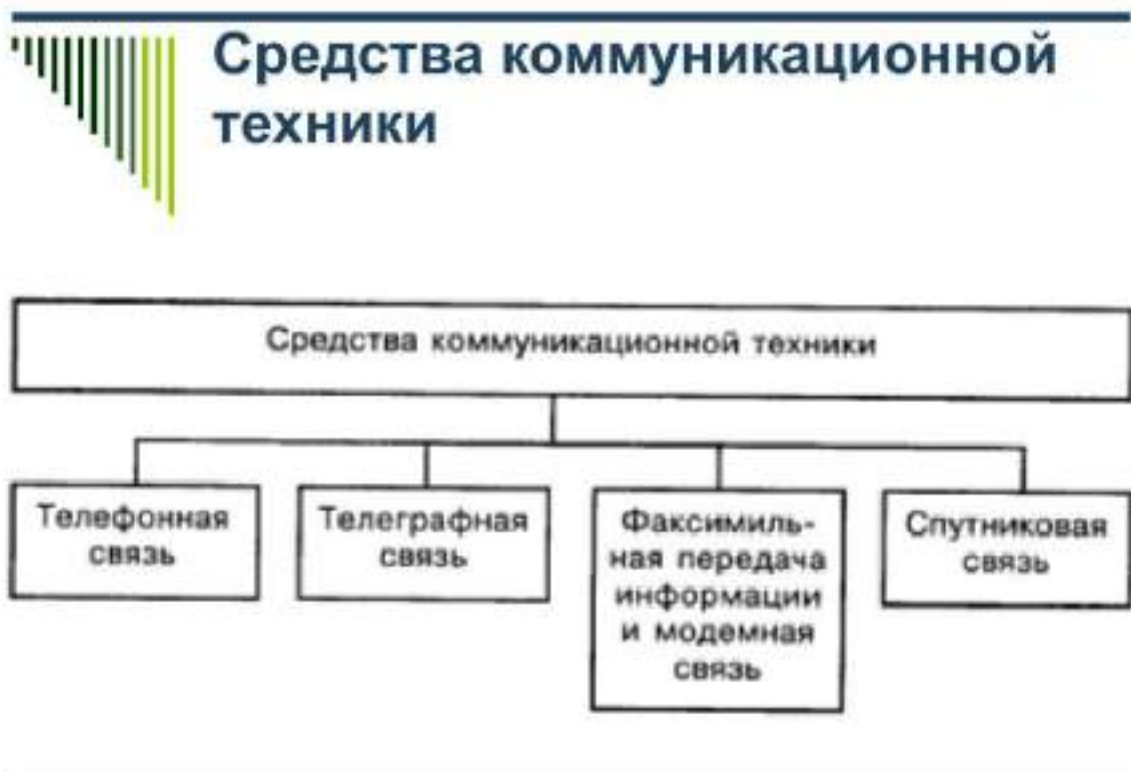 Средства коммуникационной
техники
Средства коммуникационной техники
Телефонная
связь
Телеграфная
связь
Факсимиль-
ная передача
информации
и модемная
связь
Спутниковая
связь